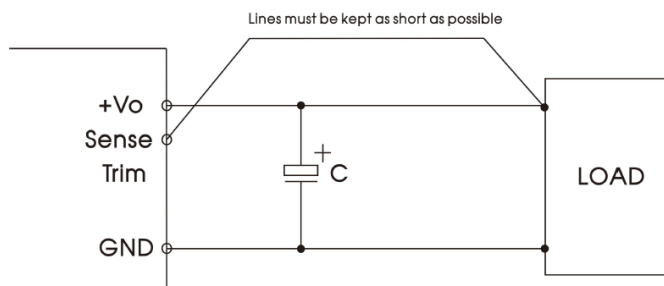 Lines must be kept as short as possible
+Vo
Sense
Trim
GND
+
C
LOAD